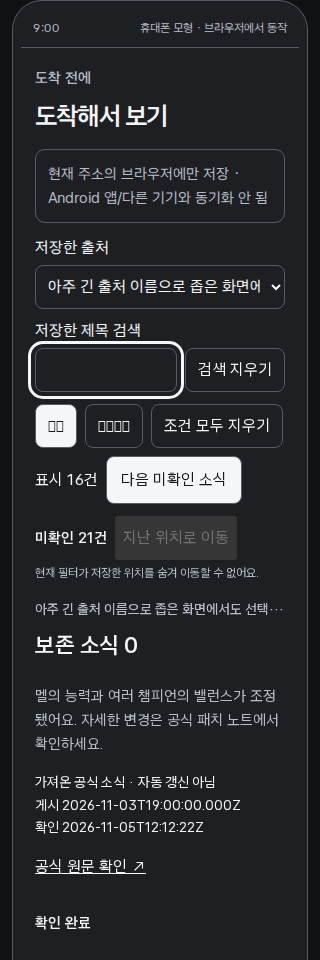 9:00
휴대폰 모형 · 브라우저에서 동작
도착 전에
도착해서 보기
현재 주소의 브라우저에만 저장 ·
Android 앱/다른 기기와 동기화 안 됨
저장한 출처
아주 긴 출처 이름으로 좁은 화면에
저장한 제목 검색
검색 지우기
조건 모두 지우기
표시 16건
다음 미확인 소식
미확인 21건
지난 위치로 이동
현재 필터가 저장한 위치를 숨겨 이동할 수 없어요.
아주 긴 출처 이름으로 좁은 화면에서도 선택···
보존 소식 0
멜의 능력과 여러 챔피언의 밸런스가 조정
됐어요. 자세한 변경은 공식 패치 노트에서
확인하세요.
가져온 공식 소식 · 자동 갱신 아님
게시 2026-11-03T19:00:00.000Z
확인 2026-11-05T12:12:22Z
공식 원문 확인 ↗
확인 완료